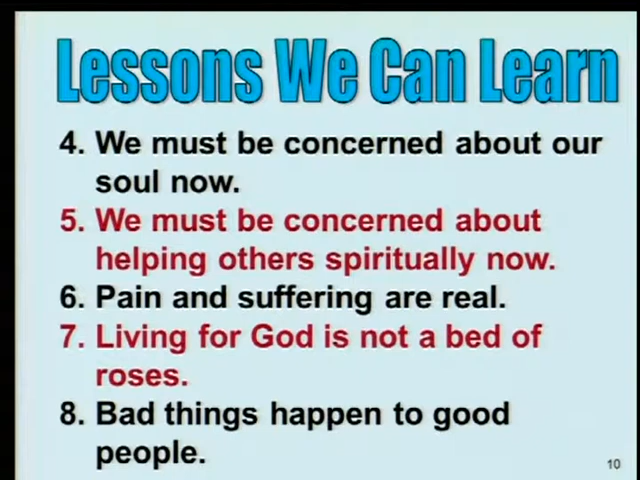 Lessons We Can Learn
4. We must be concerned about our
soul now.
5. We must be concerned about
helping others spiritually now.
6. Pain and suffering are real.
7. Living for God is not a bed of
roses.
8. Bad things happen to good
people.
10